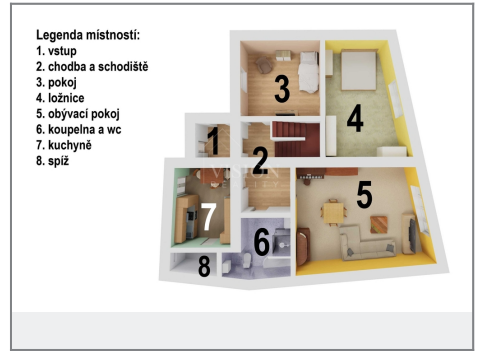 Legenda místností:
1. vstup
2. chodba a schodiště
3. pokoj
4. ložnice
5. obývací pokoj
6. koupelna a wc
7. kuchyně
8. spíž
3
4
1
2
5
7
6
8